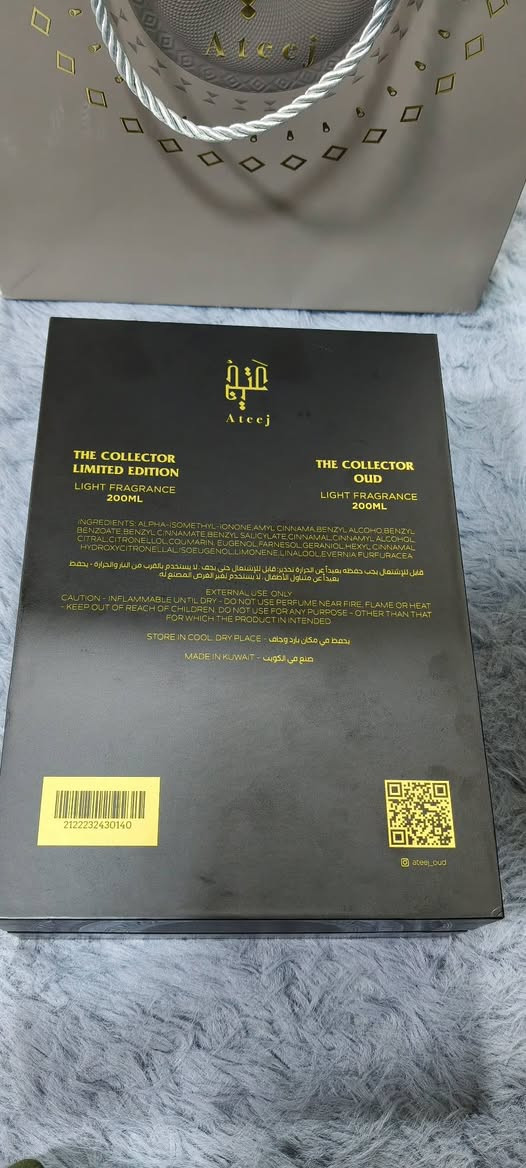 Ateej
عتيج
Ateej
THE COLLECTOR
LIMITED EDITION
LIGHT FRAGRANCE
200ML
THE COLLECTOR
OUD
LIGHT FRAGRANCE
200ML
INGREDIENTS: ALPHA-ISOMETHYL-IONONE,AMYL CINNAMA,BENZYL ALCOHO,BENZYL
BENZOATE,BENZYL C,INNAMATE,BENZYL SALICYLATE,CINNAMAL,CINNAMYL ALCOHOL,
CITRAL,CITRONELLOL,COUMARIN, EUGENOL,FARNESOL,GERANIOL,HEXYL CINNAMAL
HYDROXYCITRONELLAL,ISOEUGENOL,LIMONENE,LINALOOL,EVERNIA FURFURACEA
قابل للإشتعال يجب حفظه بعيداً عن الحرارة تحذير: قابل للإشتعال حتى يجف. لا يستخدم بالقرب من النار والحرارة - يحفظ
بعيداً عن متناول الأطفال. لا يستخدم لغير الغرض المصنع له
EXTERNAL USE ONLY
CAUTION - INFLAMMABLE UNTIL DRY - DO NOT USE PERFUME NEAR FIRE, FLAME OR HEAT
- KEEP OUT OF REACH OF CHILDREN, DO NOT USE FOR ANY PURPOSE - OTHER THAN THAT
FOR WHICH THE PRODUCT IN INTENDED
STORE IN COOL, DRY PLACE - يحفظ في مكان بارد وجاف
MADE IN KUWAIT - صنع في الكويت
2122232430140
ateej_oud